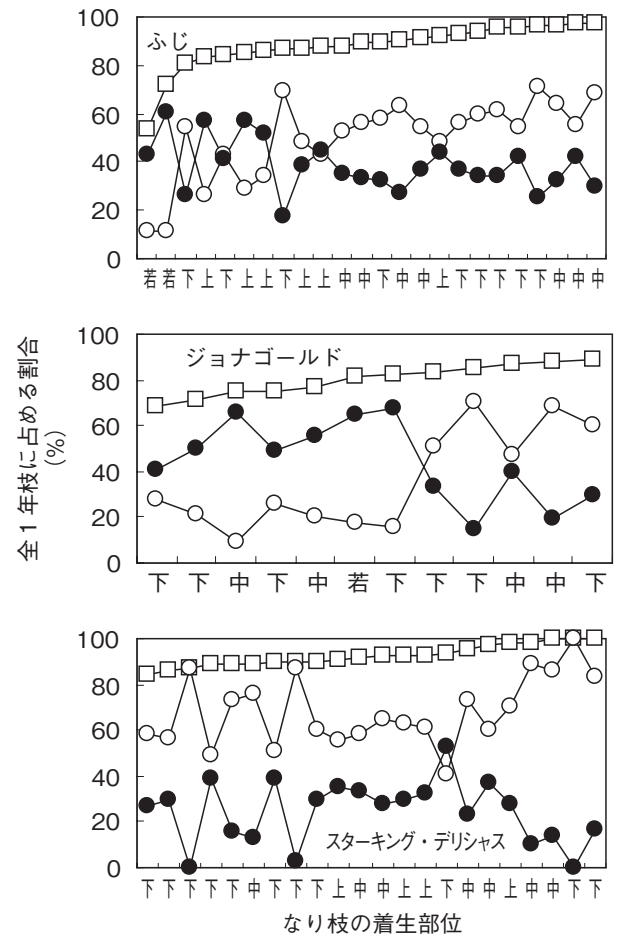 100
80
60
40
20
0
ふじ
若 若 下 上 下 上 上 下 上 上 中 中 下 中 中 上 下 下 下 下 下 中 中 中
全1年枝に占める割合
(%)
100
80
60
40
20
0
ジョナゴールド
下 下 中 下 中 若 下 下 下 中 中 下
100
80
60
40
20
0
スターキング・デリシャス
下 下 下 下 下 中 下 下 下 上 中 中 上 上 下 中 中 上 中 中 下 下
なり枝の着生部位